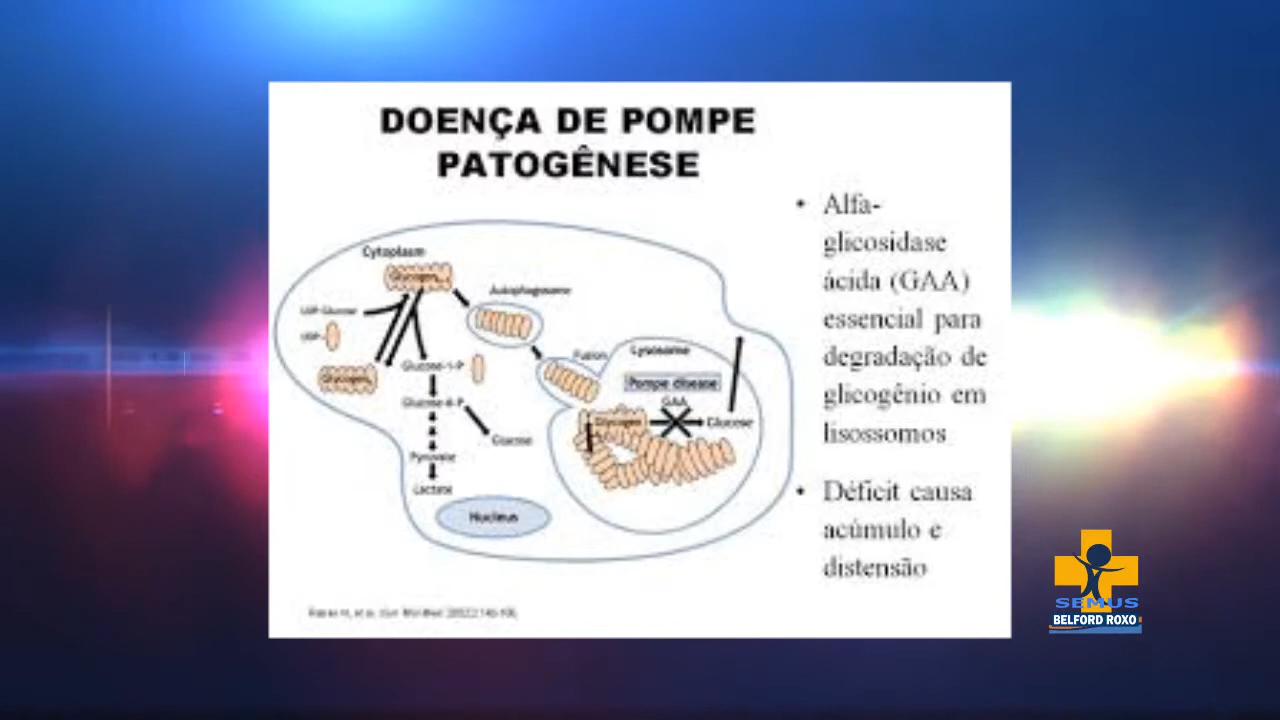 DOENÇA DE POMPE
PATOGÊNESE
Cytoplasm
Glycogen
Autophagosome
UDP-Glucose
UDP-
Glycogen
Glucose-1-P
Glucose-6-P
Glucose
Pyruvate
Lactate
Nucleus
Fusion
Lysosome
Pompe disease
GAA
Glycogen
Glucose
• Alfa-
glicosidase
ácida (GAA)
essencial para
degradação de
glicogênio em
lisossomos
• Déficit causa
acúmulo e
distensão
SEMUS
BELFORD ROXO